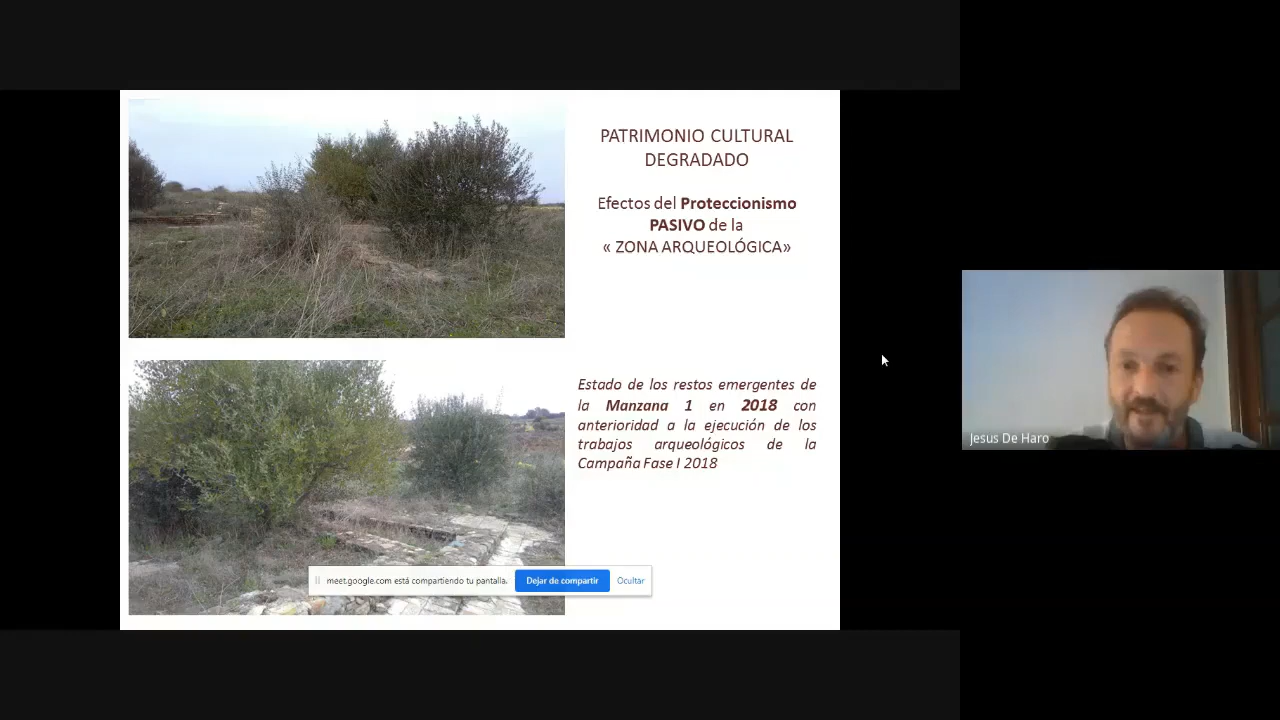 PATRIMONIO CULTURAL
DEGRADADO
Efectos del Proteccionismo
PASIVO de la
« ZONA ARQUEOLÓGICA»
Estado de los restos emergentes de
la Manzana 1 en 2018 con
anterioridad a la ejecución de los
trabajos arqueológicos de la
Campaña Fase I 2018
meet.google.com está compartiendo tu pantalla. Dejar de compartir Ocultar
Jesus De Haro